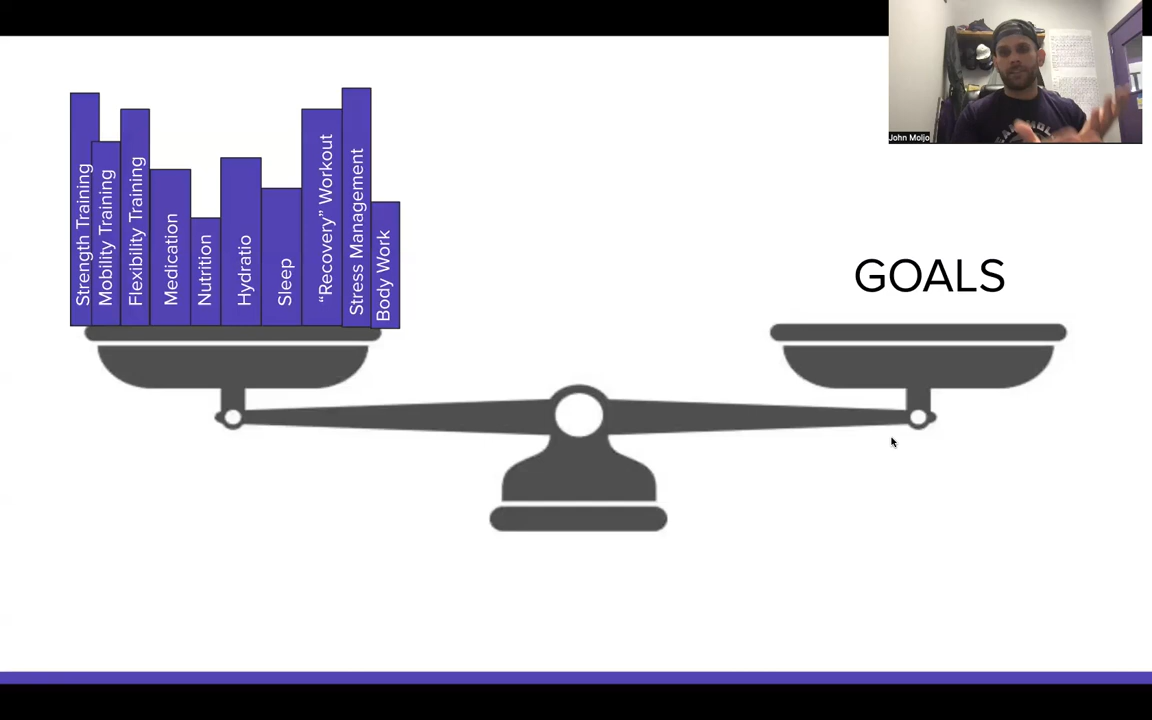 Strength Training
Mobility Training
Flexibility Training
Medication
Nutrition
Hydratio
Sleep
“Recovery” Workout
Stress Management
Body Work
GOALS
John Moljo